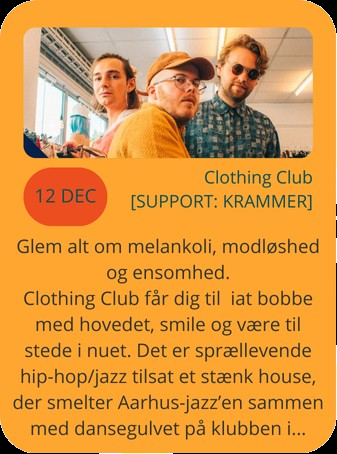 12 DEC
Clothing Club
[SUPPORT: KRAMMER]
Glem alt om melankoli, modløshed
og ensomhed.
Clothing Club får dig til  iat bobbe
med hovedet, smile og være til
stede i nuet. Det er sprællevende
hip-hop/jazz tilsat et stænk house,
der smelter Aarhus-jazz’en sammen
med dansegulvet på klubben i...